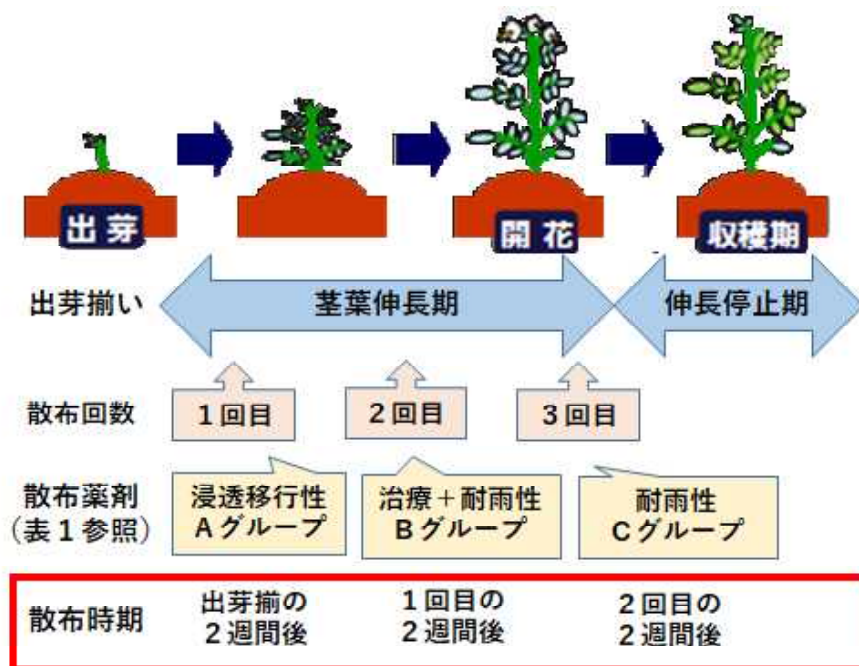 出芽
開花
収穫期
出芽揃い
茎葉伸長期
伸長停止期
散布回数
1回目
2回目
3回目
散布薬剤
(表1参照)
浸透移行性
Aグループ
治療+耐雨性
Bグループ
耐雨性
Cグループ
散布時期
出芽揃の
2週間後
1回目の
2週間後
2回目の
2週間後